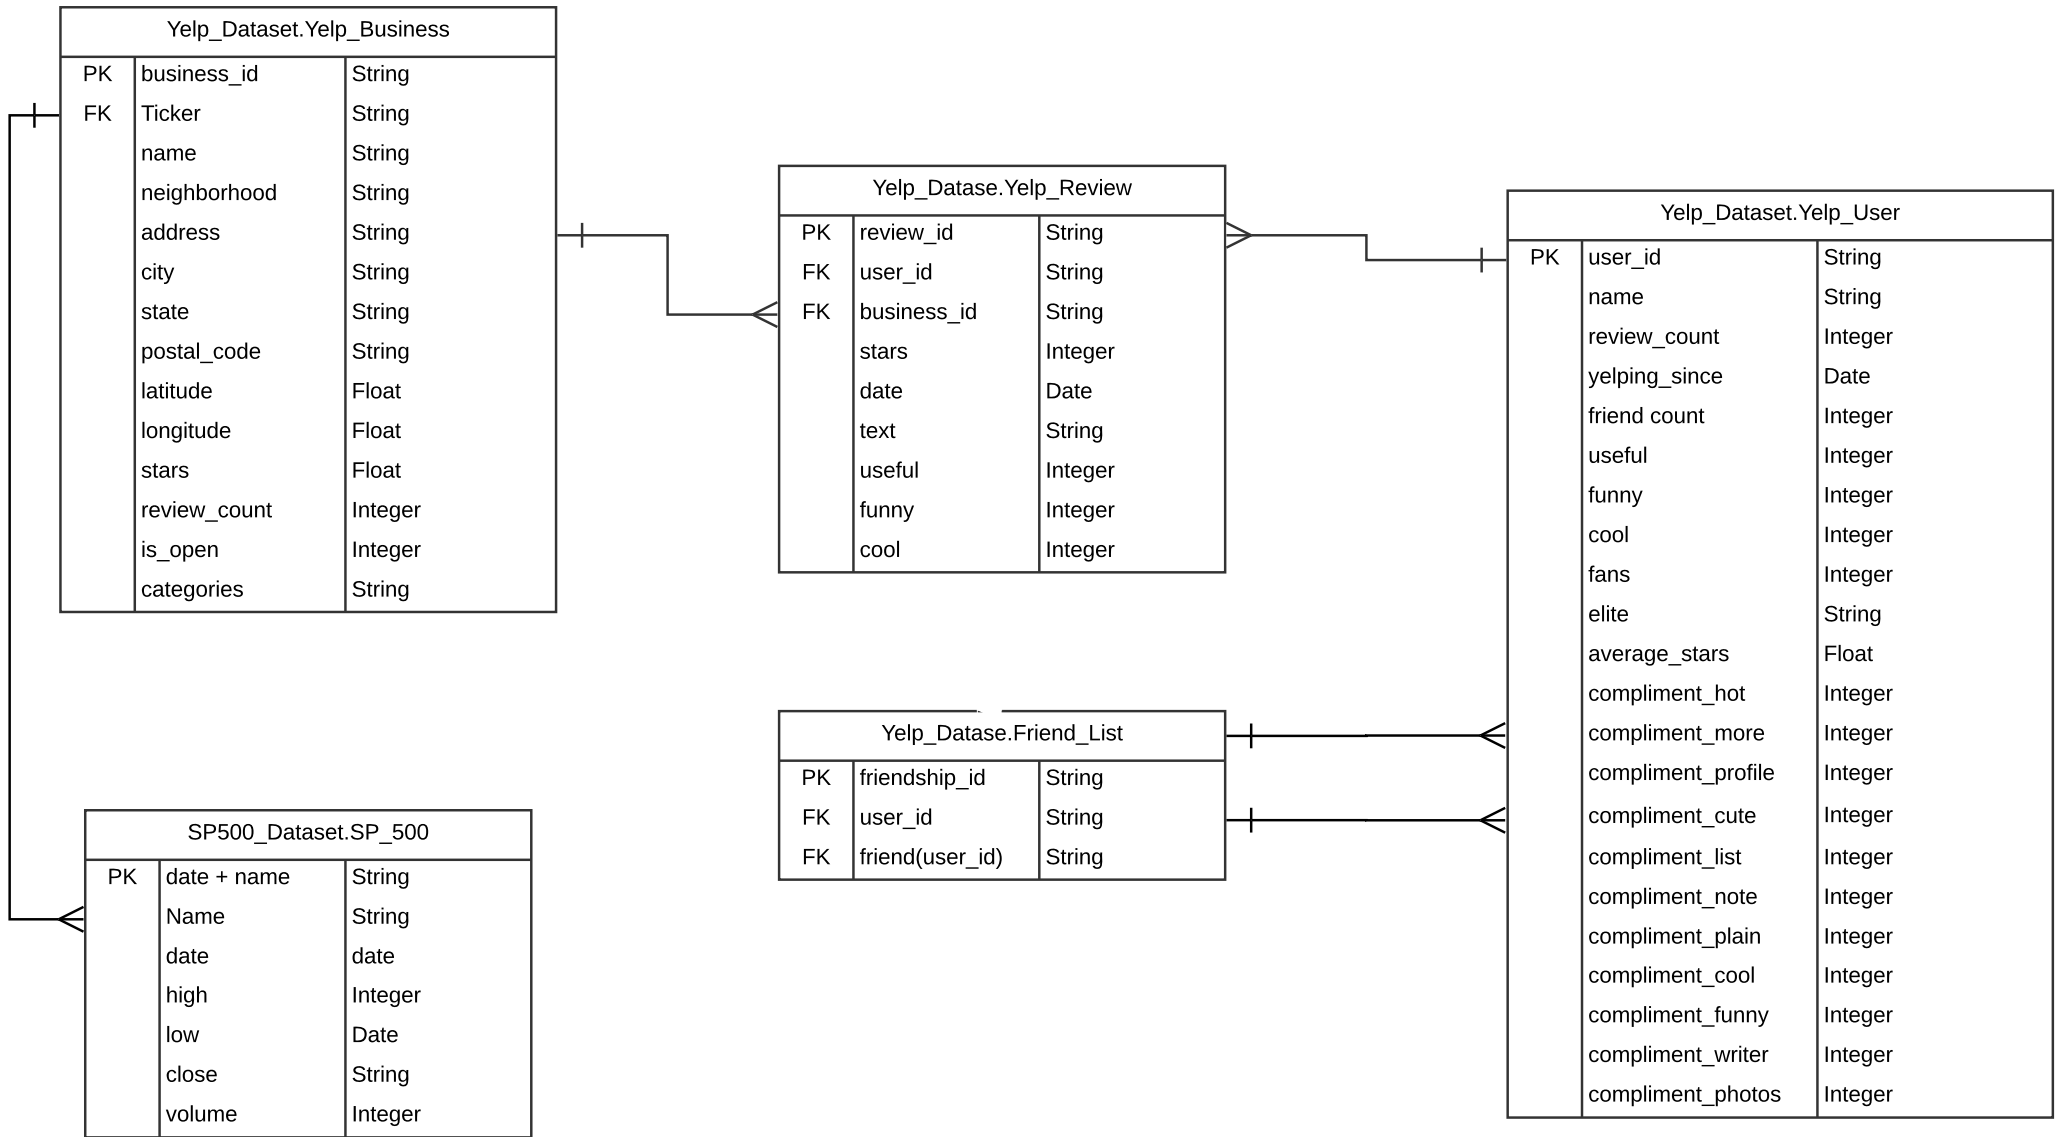 Yelp_Dataset.Yelp_Business
PK business_id String
FK Ticker String
name String
neighborhood String
address String
city String
state String
postal_code String
latitude Float
longitude Float
stars Float
review_count Integer
is_open Integer
categories String
Yelp_Datase.Yelp_Review
PK review_id String
FK user_id String
FK business_id String
stars Integer
date Date
text String
useful Integer
funny Integer
cool Integer
Yelp_Dataset.Yelp_User
PK user_id String
name String
review_count Integer
yelping_since Date
friend count Integer
useful Integer
funny Integer
cool Integer
fans Integer
elite String
average_stars Float
compliment_hot Integer
compliment_more Integer
compliment_profile Integer
compliment_cute Integer
compliment_list Integer
compliment_note Integer
compliment_plain Integer
compliment_cool Integer
compliment_funny Integer
compliment_writer Integer
compliment_photos Integer
Yelp_Datase.Friend_List
PK friendship_id String
FK user_id String
FK friend(user_id) String
SP500_Dataset.SP_500
PK date + name String
Name String
date date
high Integer
low Date
close String
volume Integer